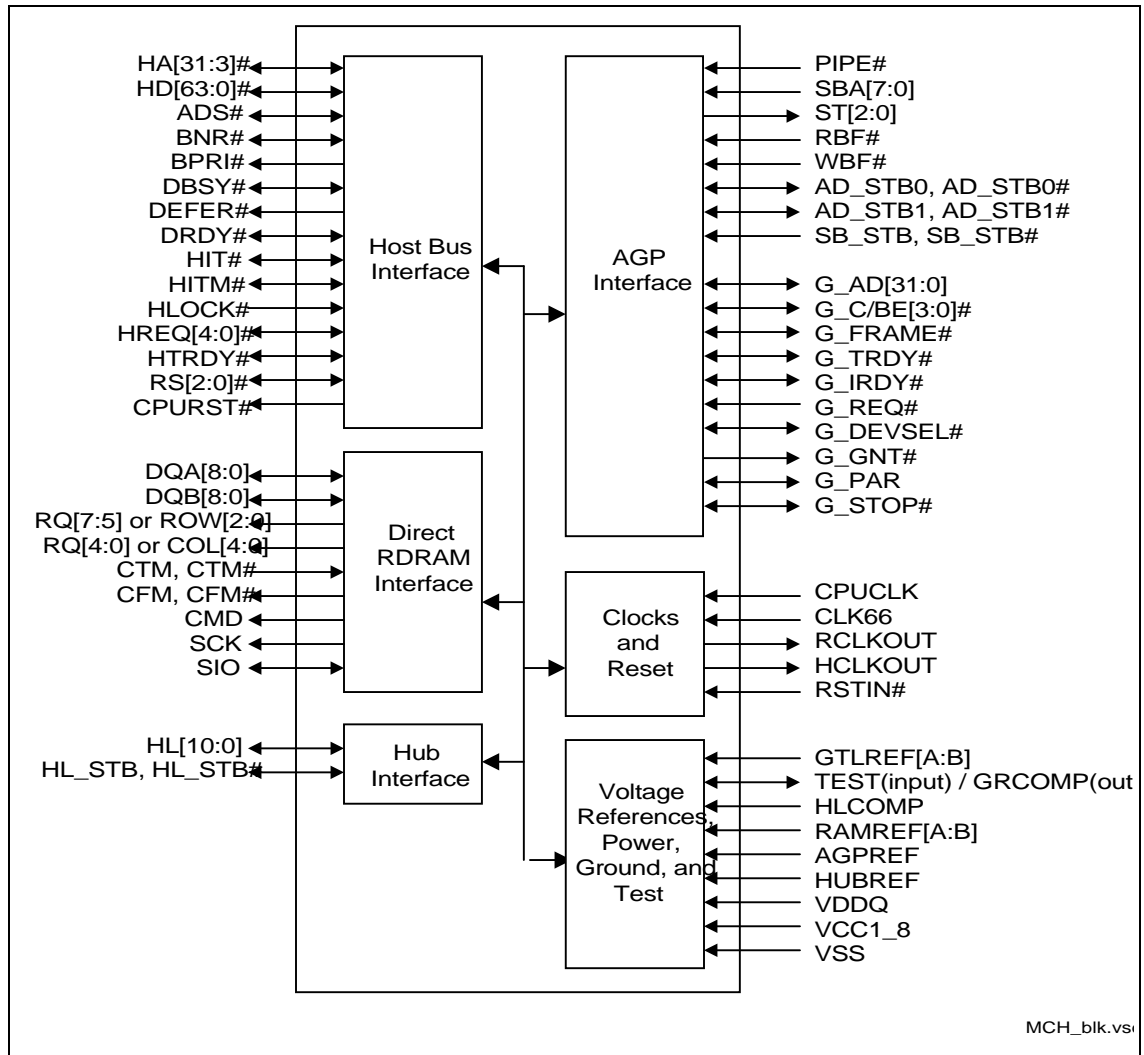 HA[31:3]#
HD[63:0]#
ADS#
BNR#
BPRI#
DBSY#
DEFER#
DRDY#
HIT#
HITM#
HLOCK#
HREQ[4:0]#
HTRDY#
RS[2:0]#
CPURST#
Host Bus
Interface
DQA[8:0]
DQB[8:0]
RQ[7:5] or ROW[2:0]
RQ[4:0] or COL[4:0]
CTM, CTM#
CFM, CFM#
CMD
SCK
SIO
Direct
RDRAM
Interface
HL[10:0]
HL_STB, HL_STB#
Hub
Interface
AGP
Interface
PIPE#
SBA[7:0]
ST[2:0]
RBF#
WBF#
AD_STB0, AD_STB0#
AD_STB1, AD_STB1#
SB_STB, SB_STB#
G_AD[31:0]
G_C/BE[3:0]#
G_FRAME#
G_TRDY#
G_IRDY#
G_REQ#
G_DEVSEL#
G_GNT#
G_PAR
G_STOP#
Clocks
and
Reset
CPUCLK
CLK66
RCLKOUT
HCLKOUT
RSTIN#
Voltage
References,
Power,
Ground, and
Test
GTLREF[A:B]
TEST(input) / GRCOMP(out
HLCOMP
RAMREF[A:B]
AGPREF
HUBREF
VDDQ
VCC1_8
VSS
MCH_blk.vs